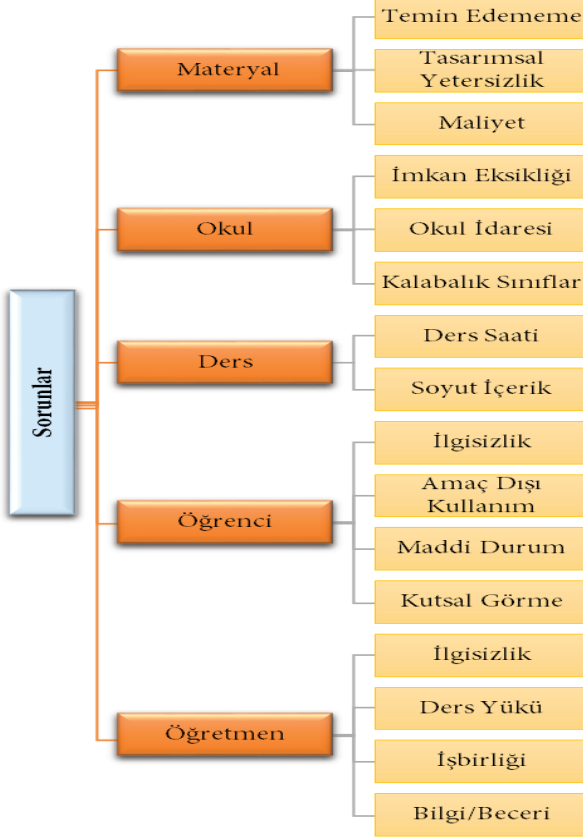 Sorunlar
Materyal
Temin Edememe
Tasarımsal
Yetersizlik
Maliyet
Okul
İmkan Eksikliği
Okul İdaresi
Kalabalık Sınıflar
Ders
Ders Saati
Soyut İçerik
Öğrenci
İlgisizlik
Amaç Dışı
Kullanım
Maddi Durum
Kutsal Görme
Öğretmen
İlgisizlik
Ders Yükü
İşbirliği
Bilgi/Beceri